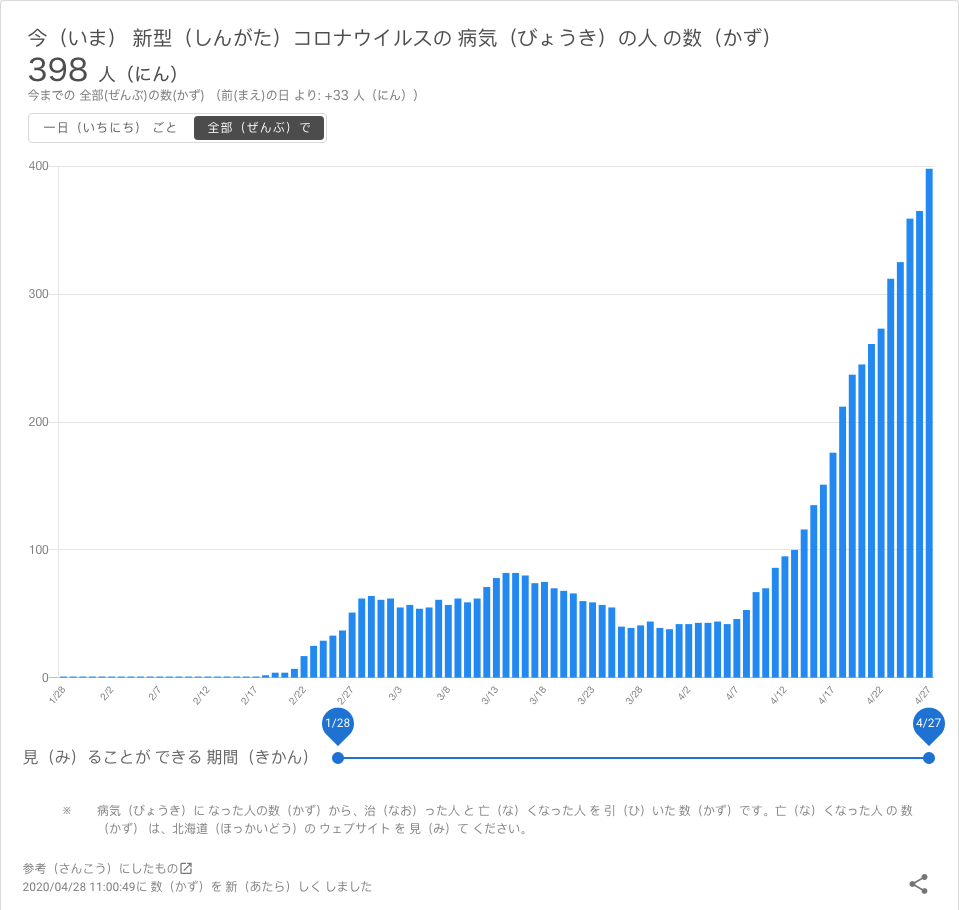 今（いま） 新型（しんがた）コロナウイルスの 病気（びょうき）の人 の数（かず）
398 人（にん）
今までの 全部(ぜんぶ)の数(かず) （前(まえ)の日 より: +33 人（にん））
一日（いちにち） ごと 全部（ぜんぶ）で
400
300
200
100
0
1/28 2/2 2/7 2/12 2/17 2/22 2/27 3/3 3/8 3/13 3/18 3/23 3/28 4/2 4/7 4/12 4/17 4/22 4/27
1/28 4/27
見（み）ることが できる 期間（きかん）
※ 病気（びょうき）に なった人の数（かず）から、治（なお）った人 と 亡（な）くなった人 を 引（ひ）いた 数（かず）です。亡（な）くなった人 の 数
（かず） は、北海道（ほっかいどう）の ウェブサイト を 見（み）て ください。
参考（さんこう）にしたもの
2020/04/28 11:00:49に 数（かず）を 新（あたら）しく しました